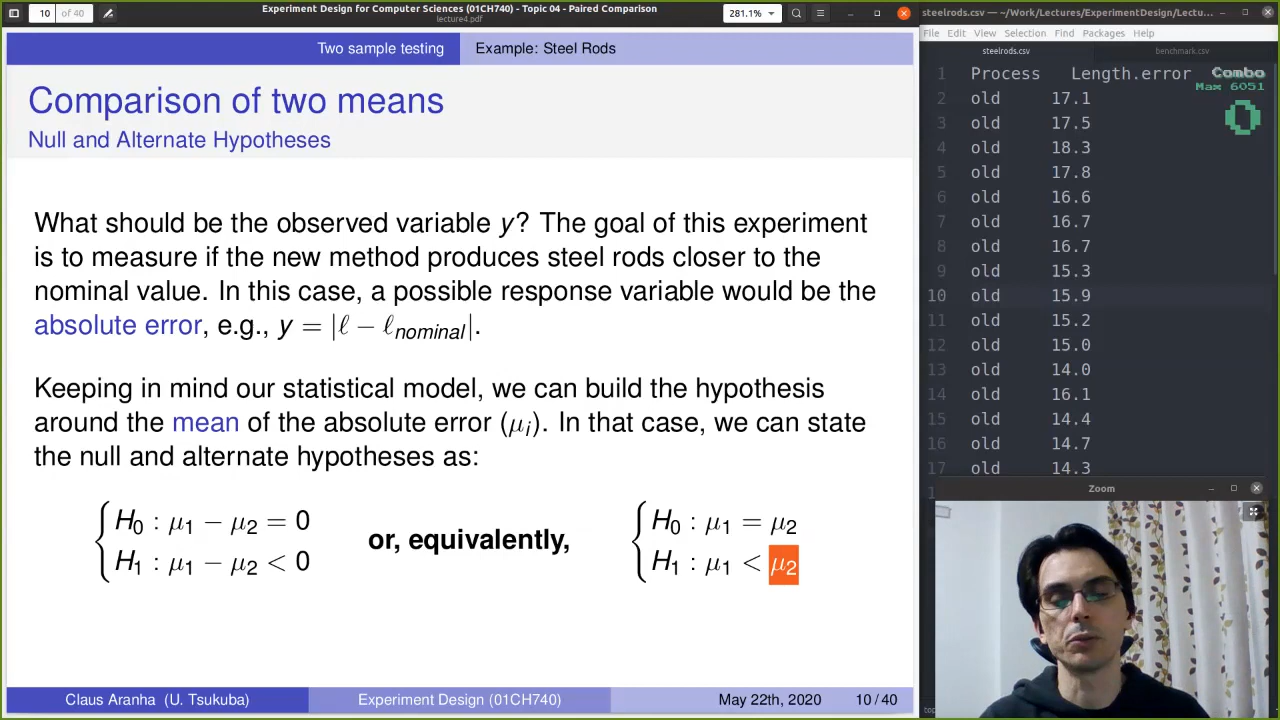 10 of 40
Experiment Design for Computer Sciences (01CH740) - Topic 04 - Paired Comparison
lecture4.pdf
281.1%
Two sample testing
Example: Steel Rods
Comparison of two means
Null and Alternate Hypotheses
What should be the observed variable y? The goal of this experiment
is to measure if the new method produces steel rods closer to the
nominal value. In this case, a possible response variable would be the
absolute error, e.g., y = |ℓ − ℓnominal|.
Keeping in mind our statistical model, we can build the hypothesis
around the mean of the absolute error (μi). In that case, we can state
the null and alternate hypotheses as:
H0 : μ1 − μ2 = 0
H1 : μ1 − μ2 < 0
or, equivalently,
H0 : μ1 = μ2
H1 : μ1 < μ2
Claus Aranha (U. Tsukuba)
Experiment Design (01CH740)
May 22th, 2020
10 / 40
steelrods.csv — ~/Work/Lectures/ExperimentDesign/Lectu...
File Edit View Selection Find Packages Help
steelrods.csv
benchmark.csv
1 Process Length.error
2 old 17.1
3 old 17.5
4 old 18.3
5 old 17.8
6 old 16.6
7 old 16.7
8 old 16.7
9 old 15.3
10 old 15.9
11 old 15.2
12 old 15.0
13 old 14.0
14 old 16.1
15 old 14.4
16 old 14.7
17 old 14.3
Combo
Max 6051
0
Zoom